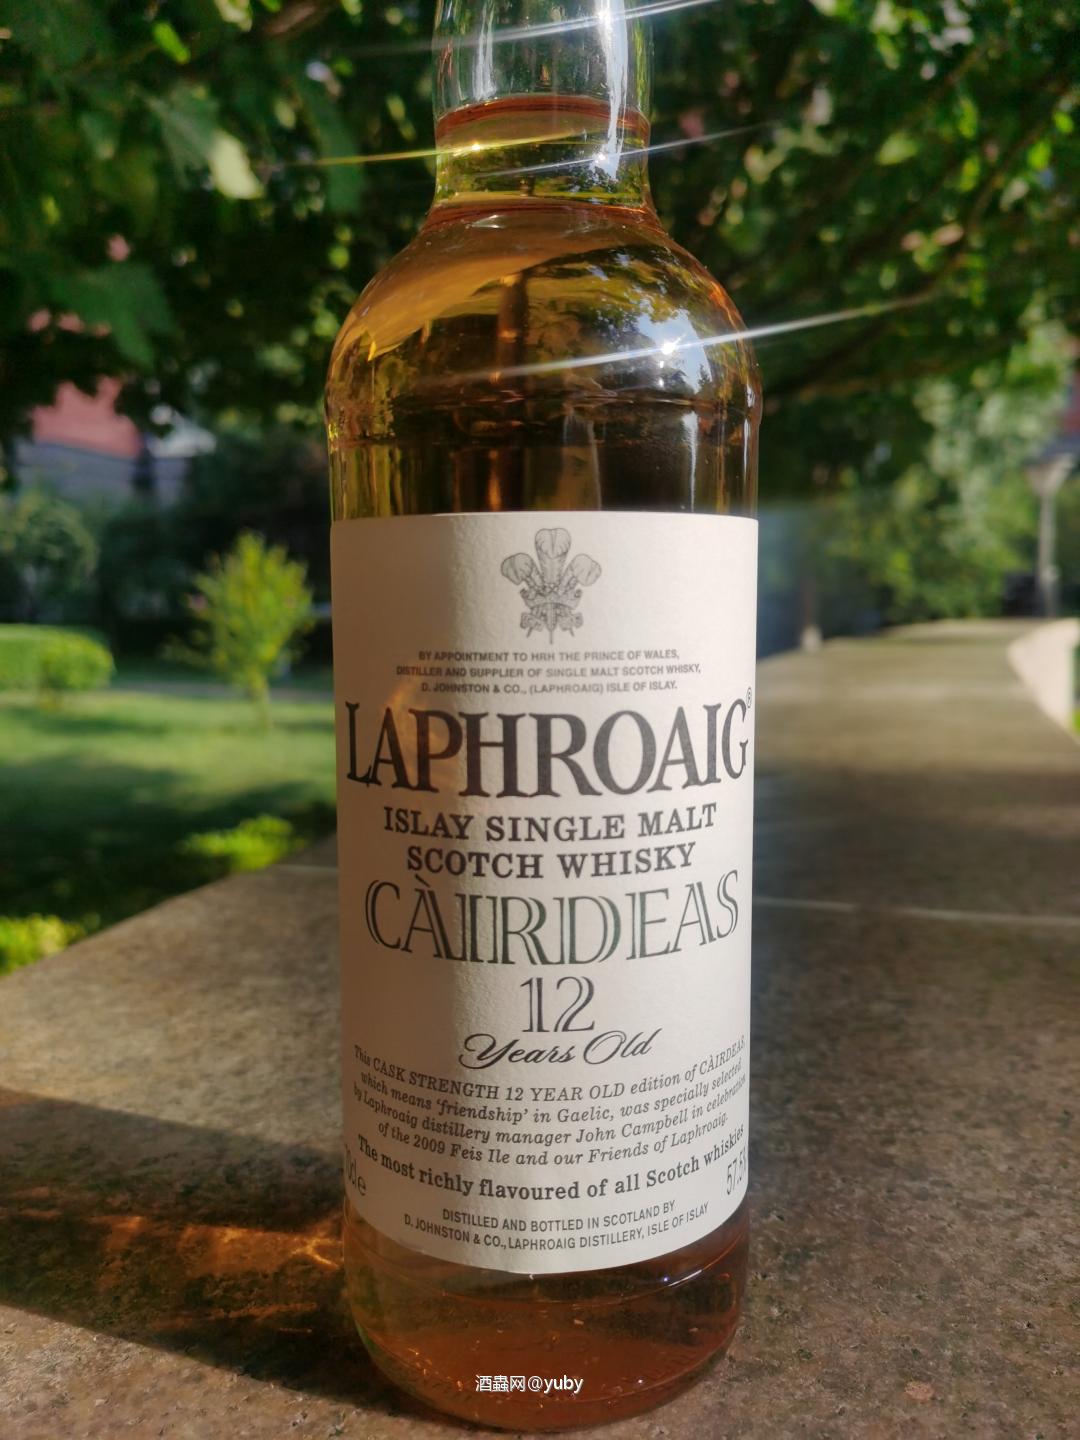 BY APPOINTMENT TO HRH THE PRINCE OF WALES,
DISTILLER AND SUPPLIER OF SINGLE MALT SCOTCH WHISKY,
D. JOHNSTON & CO., (LAPHROAIG) ISLE OF ISLAY.
LAPHROAIG®
ISLAY SINGLE MALT
SCOTCH WHISKY
CÀIRDEAS
12
Years Old
This CASK STRENGTH 12 YEAR OLD edition of CÀIRDEAS,
which means 'friendship' in Gaelic, was specially selected
by Laphroaig distillery manager John Campbell in celebration
of the 2009 Feis Ile and our Friends of Laphroaig.
The most richly flavoured of all Scotch whiskies
57.5%
DISTILLED AND BOTTLED IN SCOTLAND BY
D. JOHNSTON & CO., LAPHROAIG DISTILLERY, ISLE OF ISLAY
酒蟲网@yuby